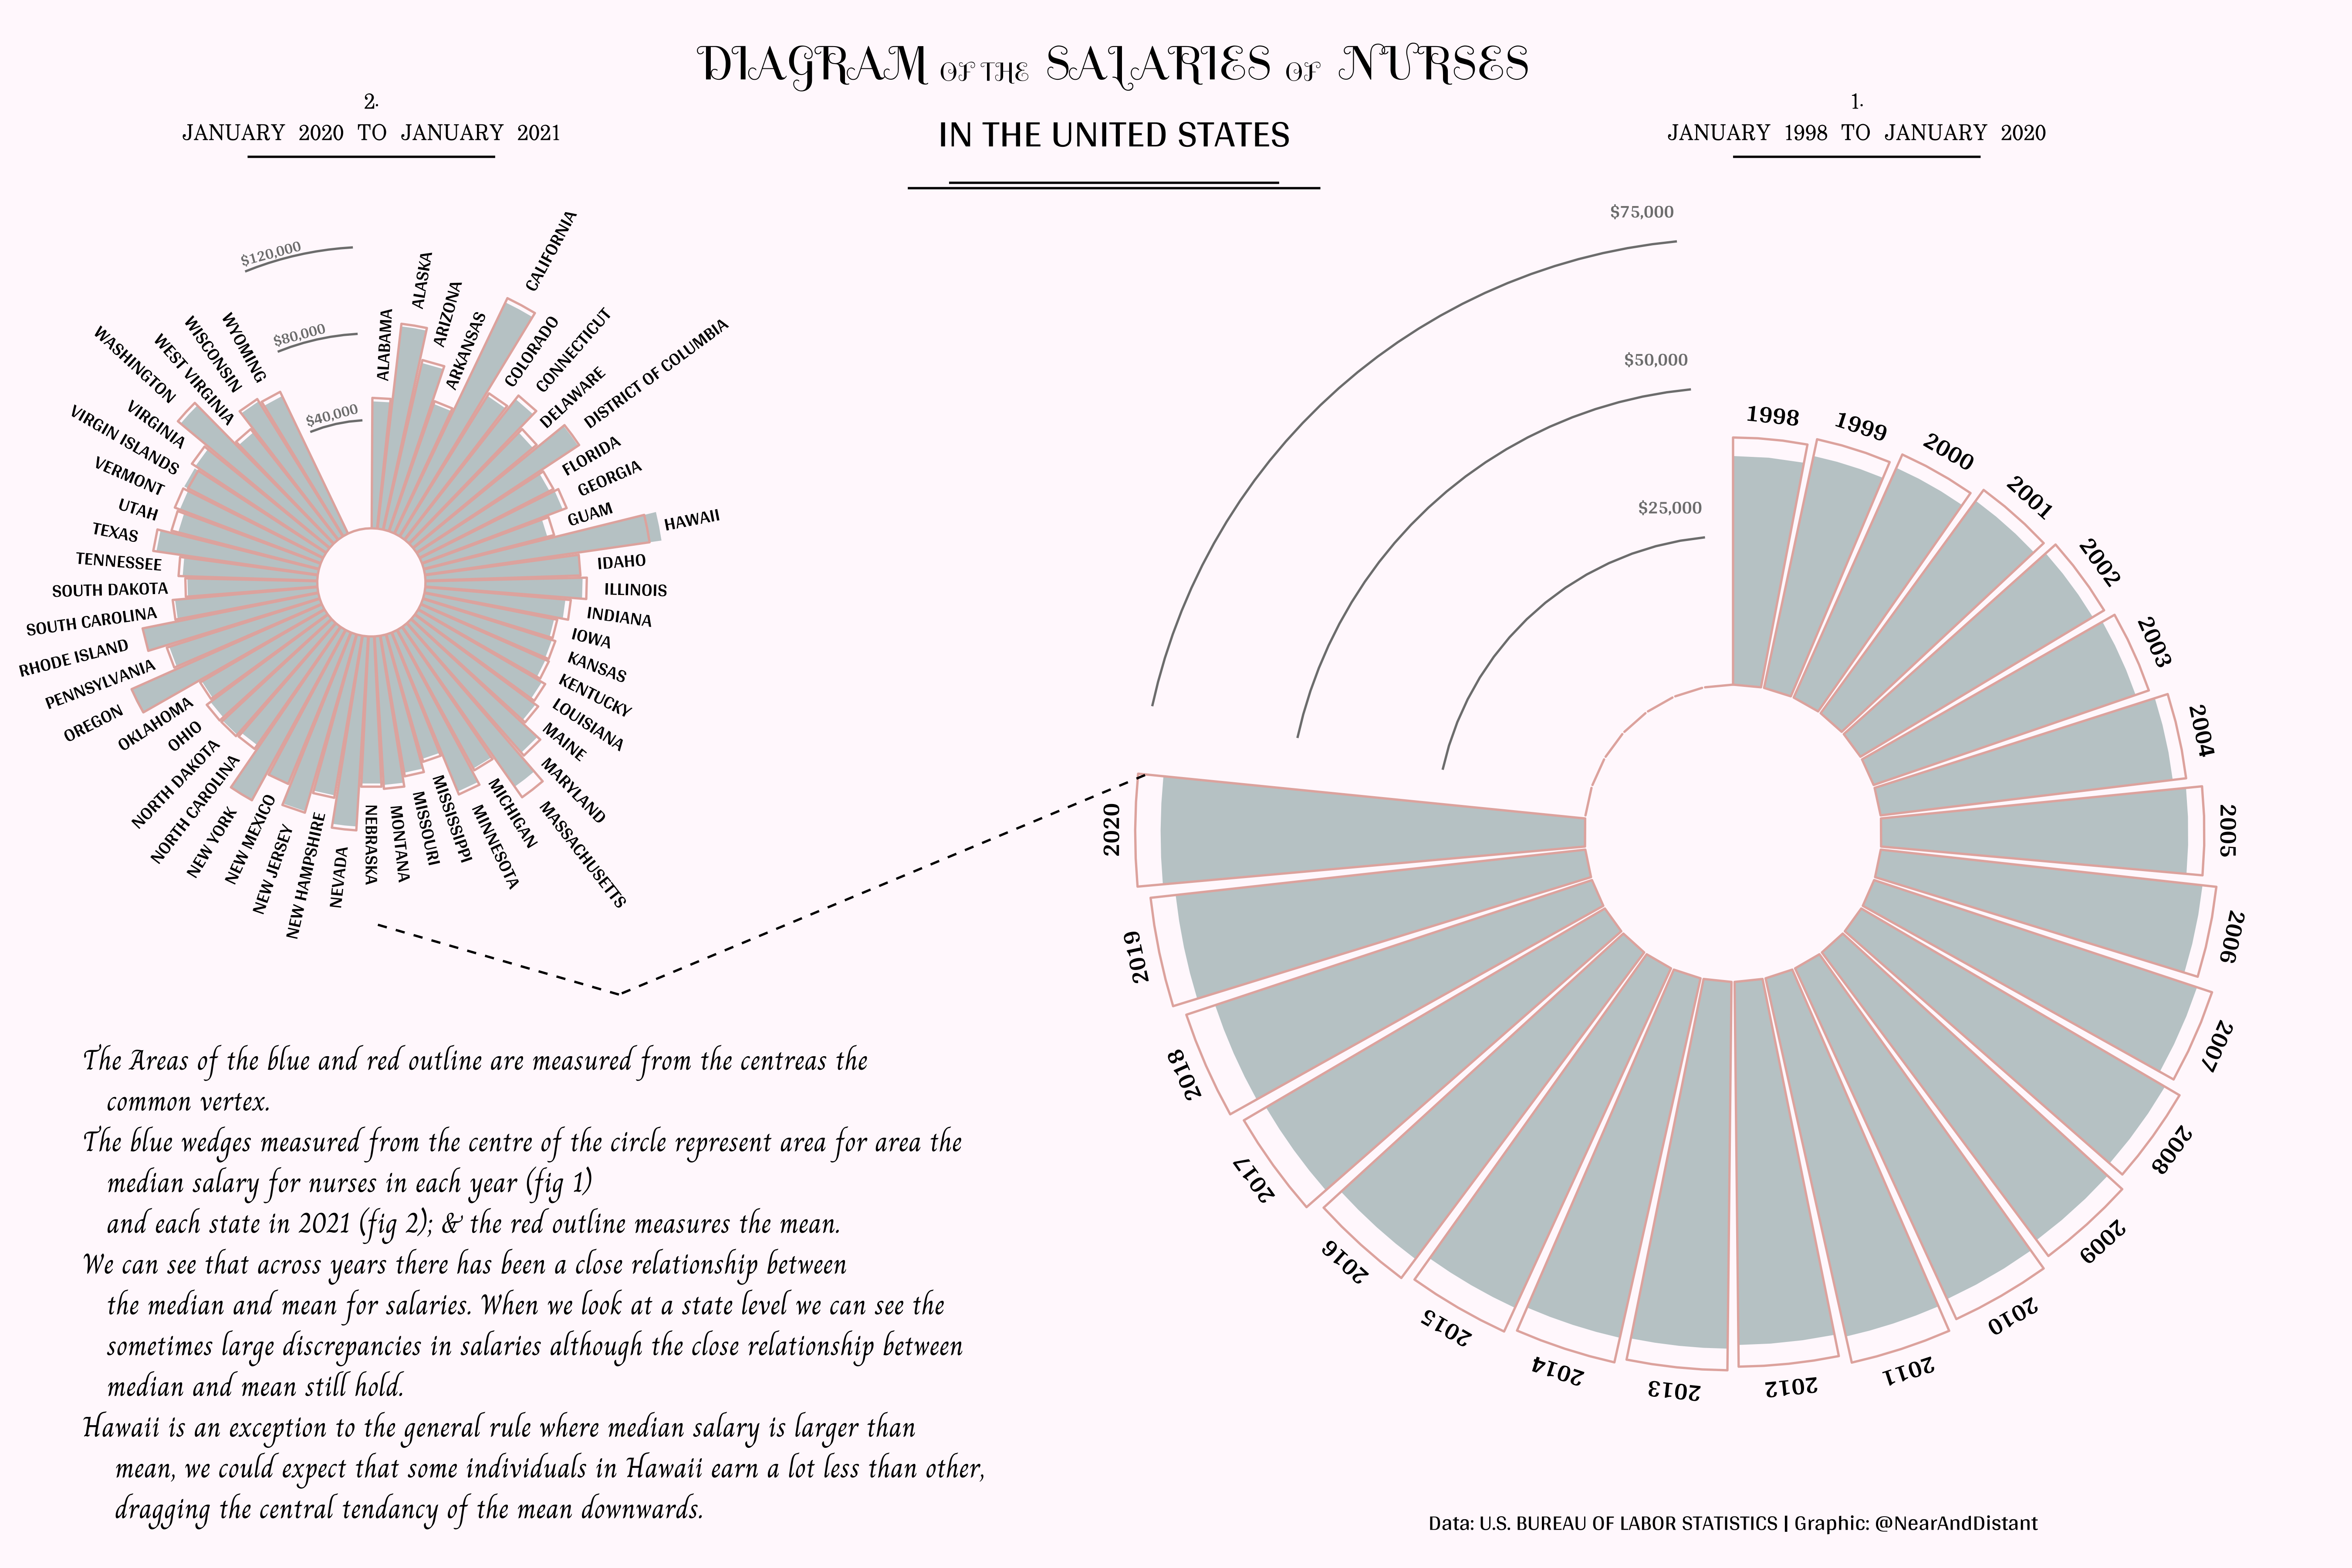 DIAGRAM OF THE SALARIES OF NURSES
IN THE UNITED STATES
2.
JANUARY 2020 TO JANUARY 2021
1.
JANUARY 1998 TO JANUARY 2020
$120,000
$80,000
$40,000
ALABAMA
ALASKA
ARIZONA
ARKANSAS
CALIFORNIA
COLORADO
CONNECTICUT
DELAWARE
DISTRICT OF COLUMBIA
FLORIDA
GEORGIA
GUAM
HAWAII
IDAHO
ILLINOIS
INDIANA
IOWA
KANSAS
KENTUCKY
LOUISIANA
MAINE
MARYLAND
MASSACHUSETTS
MICHIGAN
MINNESOTA
MISSISSIPPI
MISSOURI
MONTANA
NEBRASKA
NEVADA
NEW HAMPSHIRE
NEW JERSEY
NEW MEXICO
NEW YORK
NORTH CAROLINA
NORTH DAKOTA
OHIO
OKLAHOMA
OREGON
PENNSYLVANIA
RHODE ISLAND
SOUTH CAROLINA
SOUTH DAKOTA
TENNESSEE
TEXAS
UTAH
VERMONT
VIRGIN ISLANDS
VIRGINIA
WASHINGTON
WEST VIRGINIA
WISCONSIN
WYOMING
$75,000
$50,000
$25,000
1998
1999
2000
2001
2002
2003
2004
2005
2006
2007
2008
2009
2010
2011
2012
2013
2014
2015
2016
2017
2018
2019
2020
The Areas of the blue and red outline are measured from the centreas the
common vertex.
The blue wedges measured from the centre of the circle represent area for area the
median salary for nurses in each year (fig 1)
and each state in 2021 (fig 2); & the red outline measures the mean.
We can see that across years there has been a close relationship between
the median and mean for salaries. When we look at a state level we can see the
sometimes large discrepancies in salaries although the close relationship between
median and mean still hold.
Hawaii is an exception to the general rule where median salary is larger than
mean, we could expect that some individuals in Hawaii earn a lot less than other,
dragging the central tendancy of the mean downwards.
Data: U.S. BUREAU OF LABOR STATISTICS | Graphic: @NearAndDistant